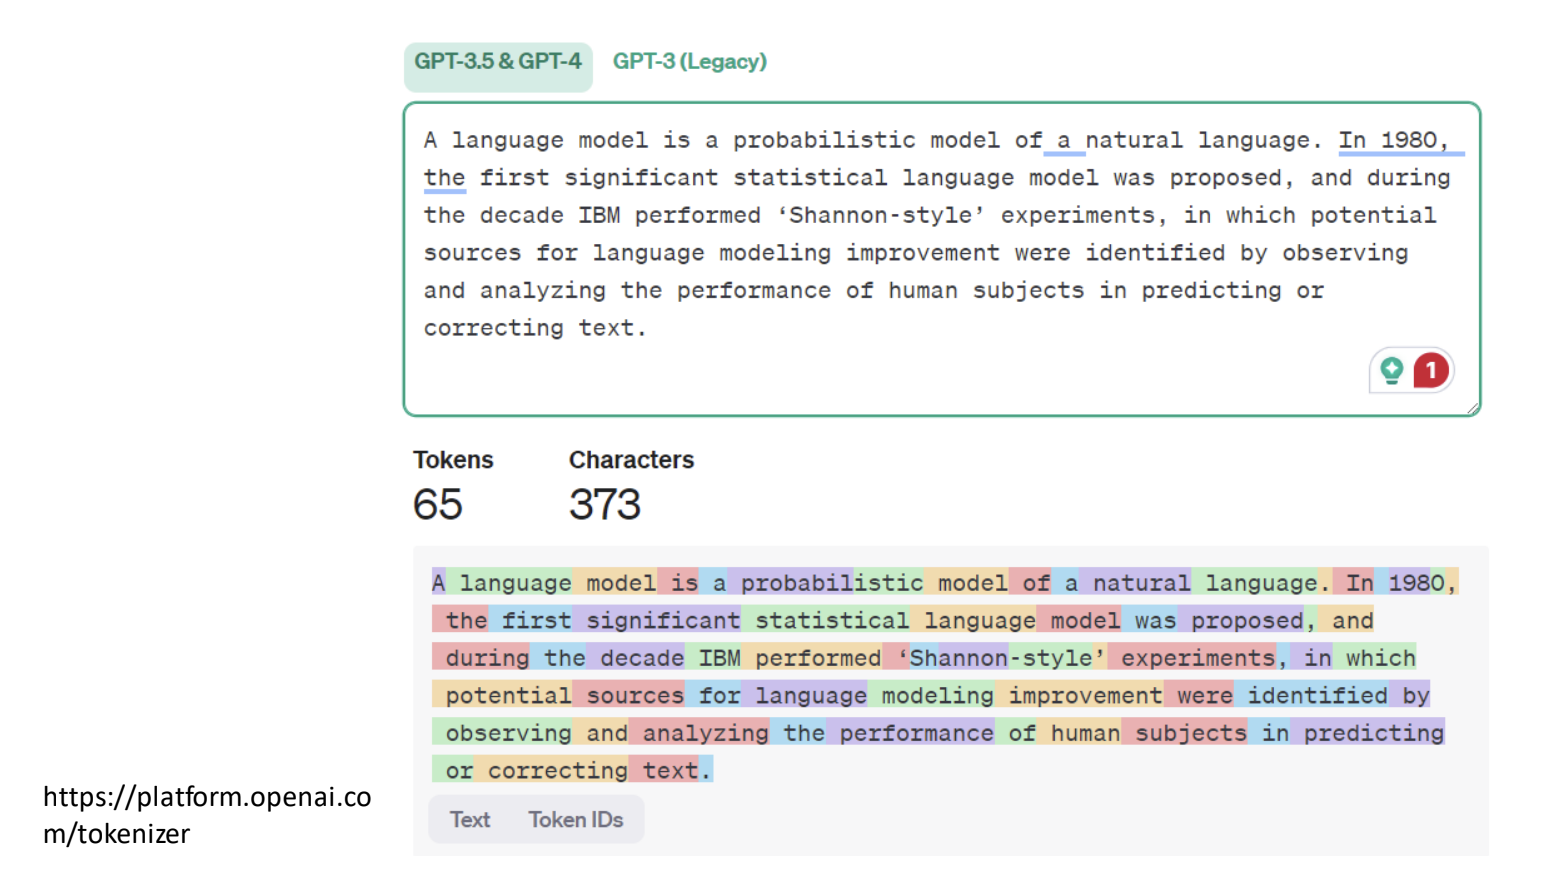 GPT-3.5 & GPT-4 GPT-3 (Legacy)
A language model is a probabilistic model of a natural language. In 1980,
the first significant statistical language model was proposed, and during
the decade IBM performed ‘Shannon-style’ experiments, in which potential
sources for language modeling improvement were identified by observing
and analyzing the performance of human subjects in predicting or
correcting text.
1
Tokens Characters
65 373
A language model is a probabilistic model of a natural language. In 1980,
the first significant statistical language model was proposed, and
during the decade IBM performed ‘Shannon-style’ experiments, in which
potential sources for language modeling improvement were identified by
observing and analyzing the performance of human subjects in predicting
or correcting text.
Text Token IDs
https://platform.openai.co
m/tokenizer